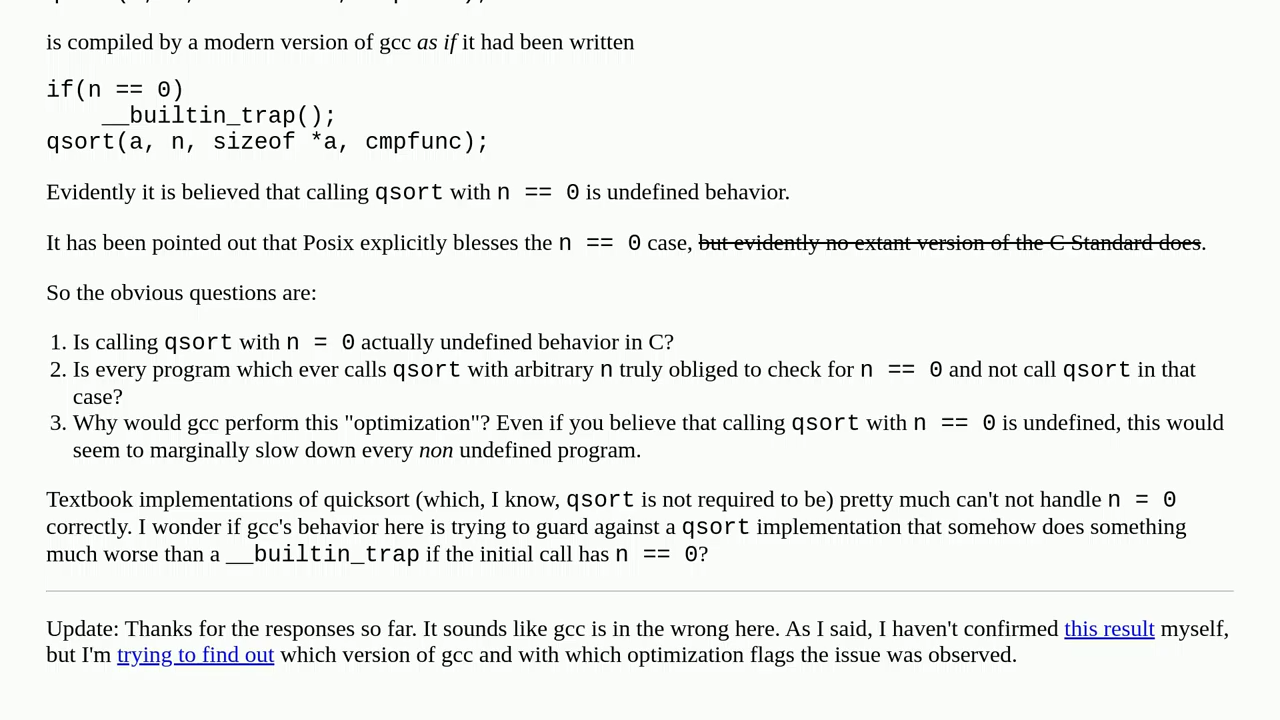 is compiled by a modern version of gcc as if it had been written
if(n == 0)
    __builtin_trap();
qsort(a, n, sizeof *a, cmpfunc);
Evidently it is believed that calling qsort with n == 0 is undefined behavior.
It has been pointed out that Posix explicitly blesses the n == 0 case, but evidently no extant version of the C Standard does.
So the obvious questions are:
1. Is calling qsort with n = 0 actually undefined behavior in C?
2. Is every program which ever calls qsort with arbitrary n truly obliged to check for n == 0 and not call qsort in that
case?
3. Why would gcc perform this "optimization"? Even if you believe that calling qsort with n == 0 is undefined, this would
seem to marginally slow down every non undefined program.
Textbook implementations of quicksort (which, I know, qsort is not required to be) pretty much can't not handle n = 0
correctly. I wonder if gcc's behavior here is trying to guard against a qsort implementation that somehow does something
much worse than a __builtin_trap if the initial call has n == 0?
Update: Thanks for the responses so far. It sounds like gcc is in the wrong here. As I said, I haven't confirmed this result myself,
but I'm trying to find out which version of gcc and with which optimization flags the issue was observed.